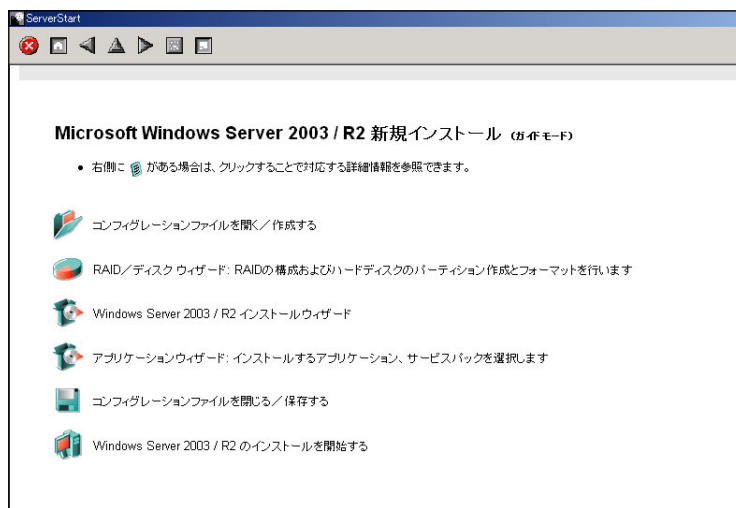 ServerStart
Microsoft Windows Server 2003 / R2 新規インストール (ガイドモード)
• 右側に がある場合は、クリックすることで対応する詳細情報を参照できます。
コンフィグレーションファイルを開く／作成する
RAID／ディスク ウィザード: RAIDの構成およびハードディスクのパーティション作成とフォーマットを行います
Windows Server 2003 / R2 インストールウィザード
アプリケーションウィザード: インストールするアプリケーション、サービスパックを選択します
コンフィグレーションファイルを閉じる／保存する
Windows Server 2003 / R2 のインストールを開始する